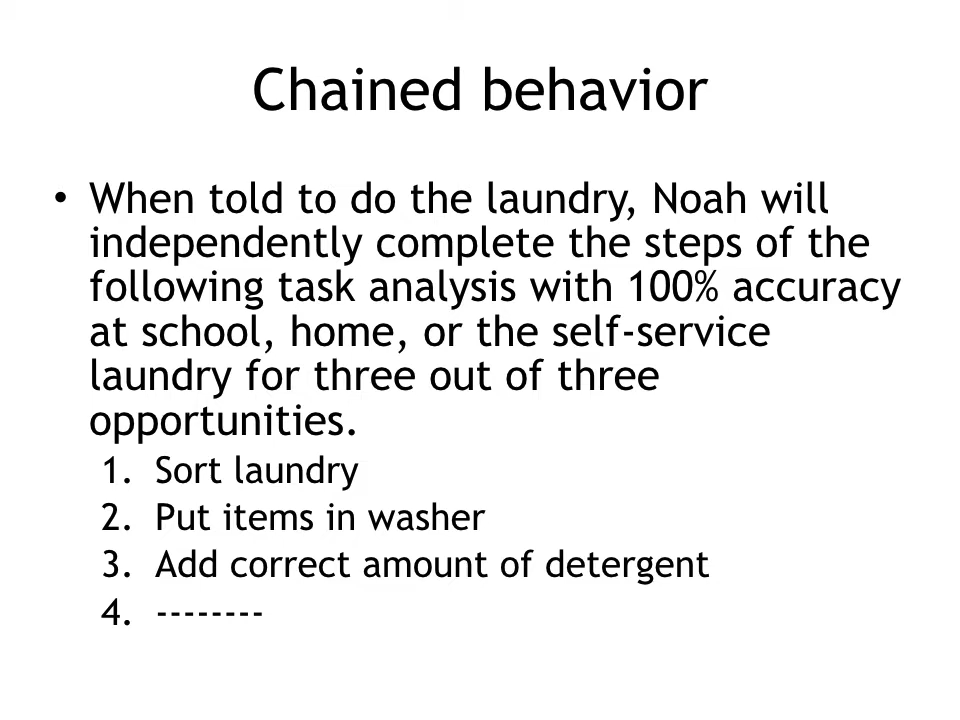 Chained behavior
• When told to do the laundry, Noah will
independently complete the steps of the
following task analysis with 100% accuracy
at school, home, or the self-service
laundry for three out of three
opportunities.
1. Sort laundry
2. Put items in washer
3. Add correct amount of detergent
4. --------